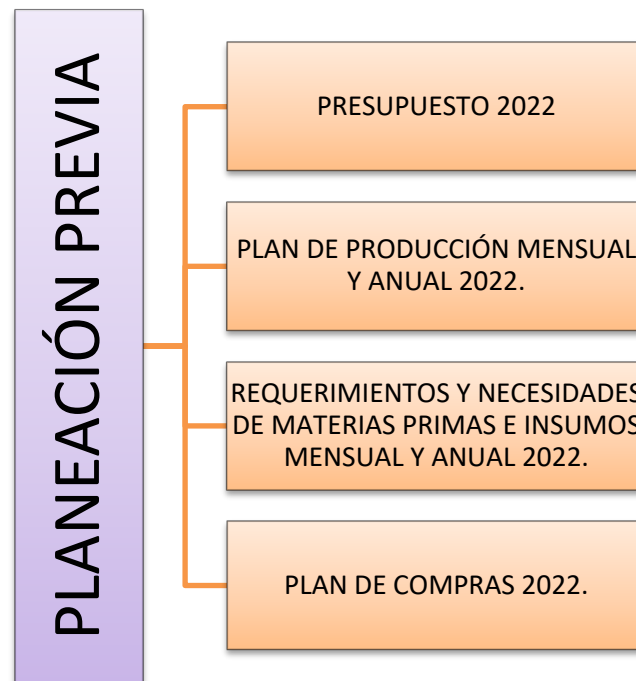 PLANEACIÓN PREVIA
PRESUPUESTO 2022
PLAN DE PRODUCCIÓN MENSUAL
Y ANUAL 2022.
REQUERIMIENTOS Y NECESIDADES
DE MATERIAS PRIMAS E INSUMOS
MENSUAL Y ANUAL 2022.
PLAN DE COMPRAS 2022.